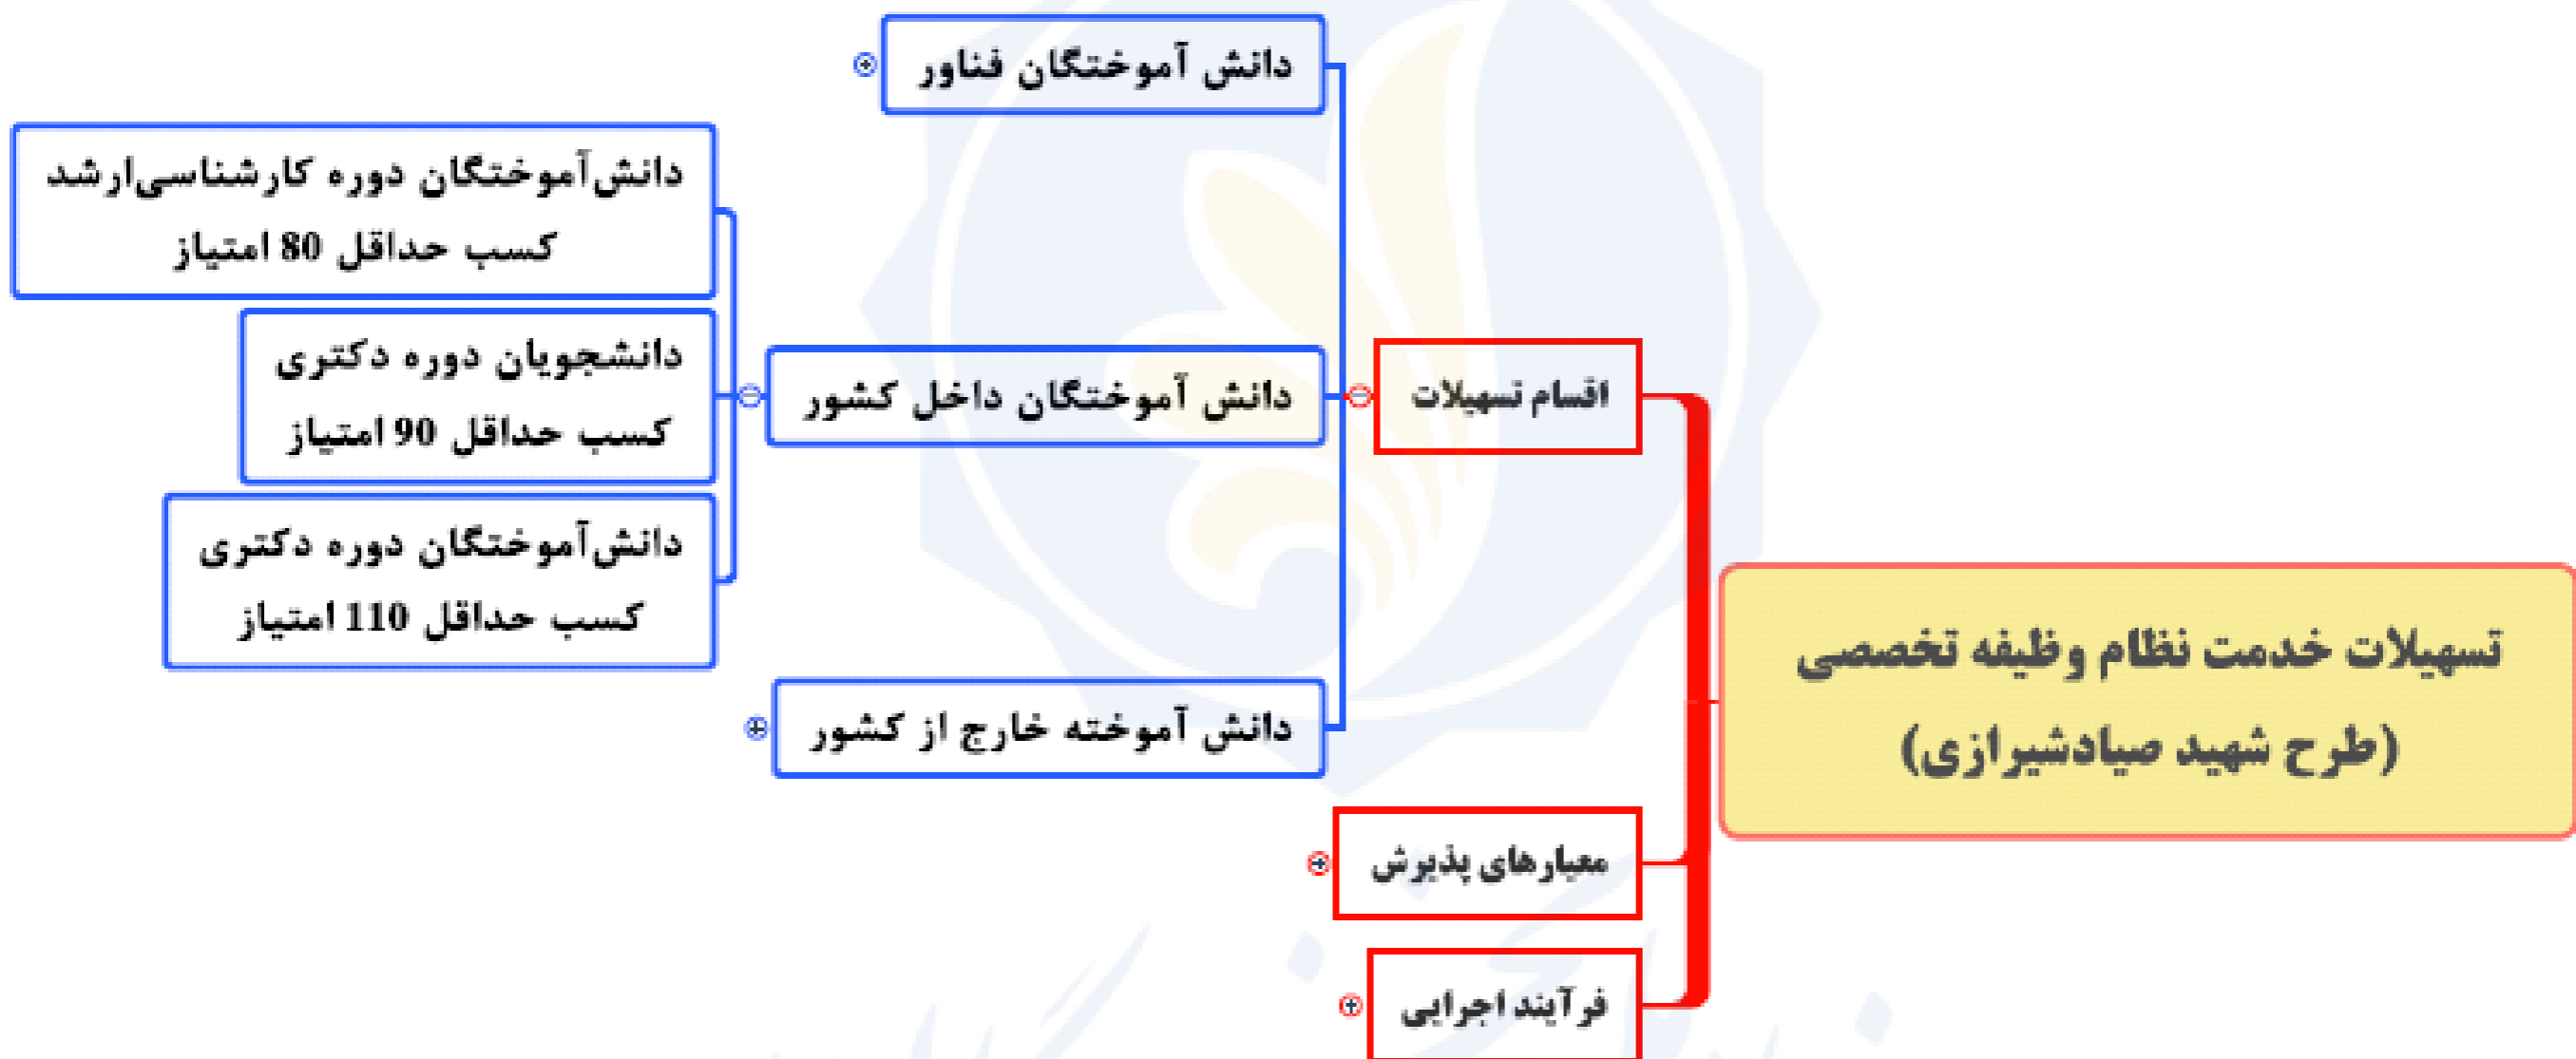 تسهیلات خدمت نظام وظیفه تخصصی
(طرح شهید صیادشیرازی)
اقسام تسهیلات
دانش آموختگان فناور
دانش آموختگان داخل کشور
دانش‌آموختگان دوره کارشناسی‌ارشد
کسب حداقل 80 امتیاز
دانشجویان دوره دکتری
کسب حداقل 90 امتیاز
دانش‌آموختگان دوره دکتری
کسب حداقل 110 امتیاز
دانش آموخته خارج از کشور
معیارهای پذیرش
فرآیند اجرایی